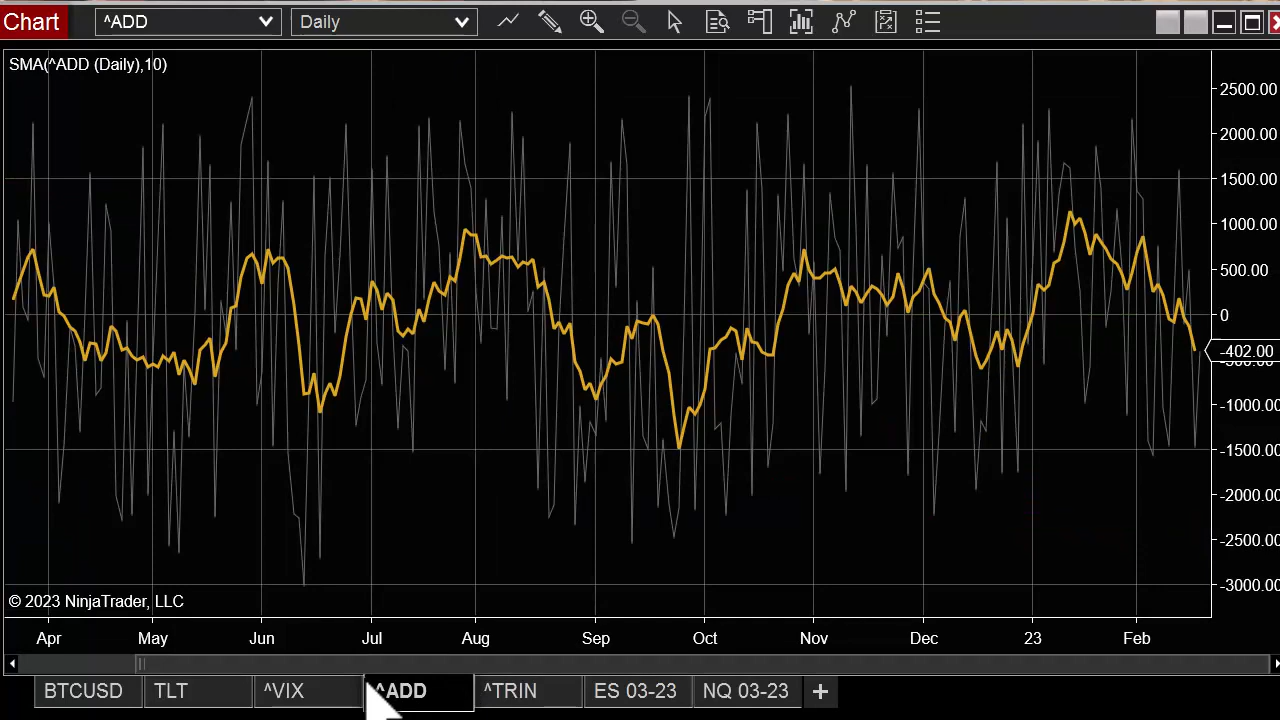 Chart ^ADD Daily
SMA(^ADD (Daily),10)
2500.00
2000.00
1500.00
1000.00
500.00
0
-402.00
-1000.00
-1500.00
-2000.00
-2500.00
-3000.00
© 2023 NinjaTrader, LLC
Apr May Jun Jul Aug Sep Oct Nov Dec 23 Feb
BTCUSD TLT ^VIX ^ADD ^TRIN ES 03-23 NQ 03-23 +